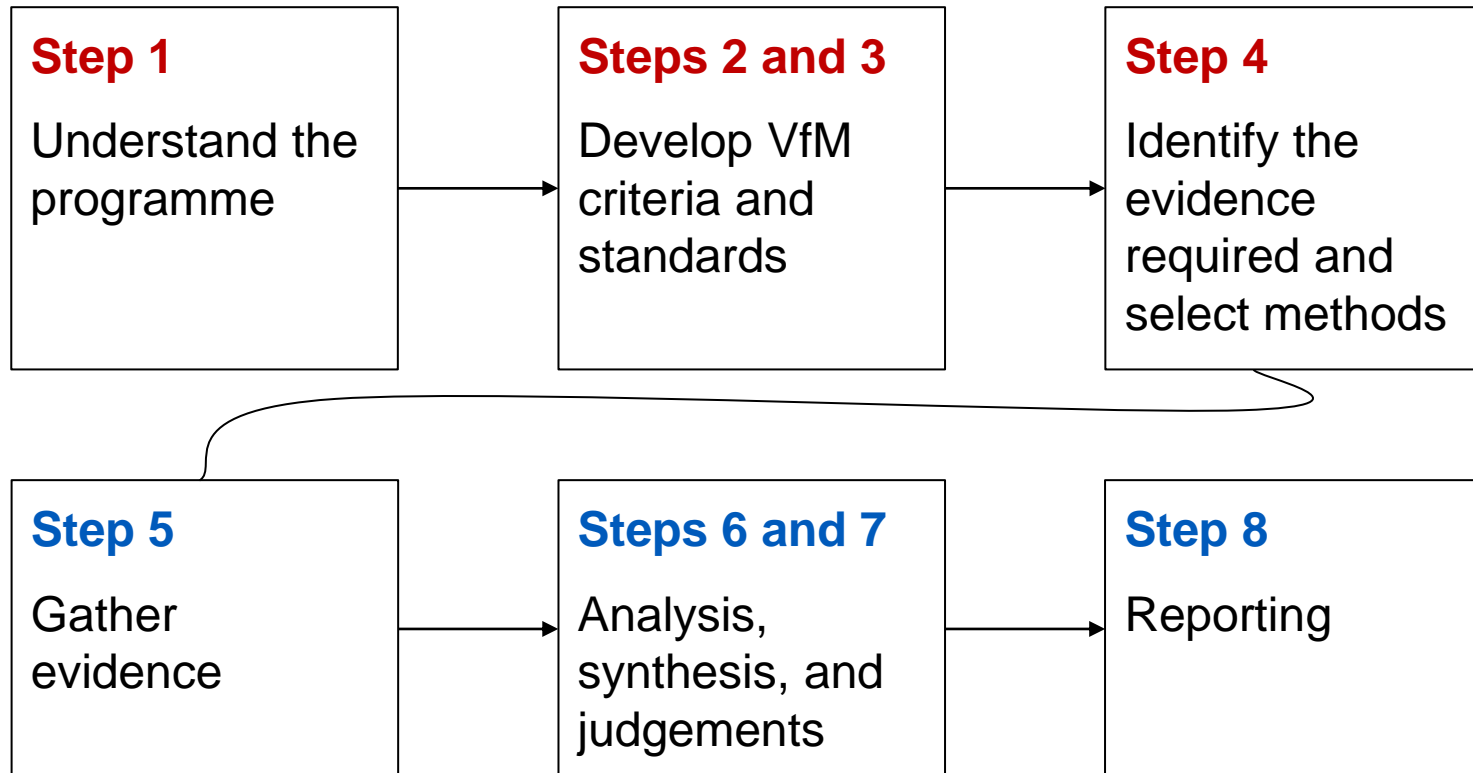 Step 1
Understand the
programme
Steps 2 and 3
Develop VfM
criteria and
standards
Step 4
Identify the
evidence
required and
select methods
Step 5
Gather
evidence
Steps 6 and 7
Analysis,
synthesis, and
judgements
Step 8
Reporting